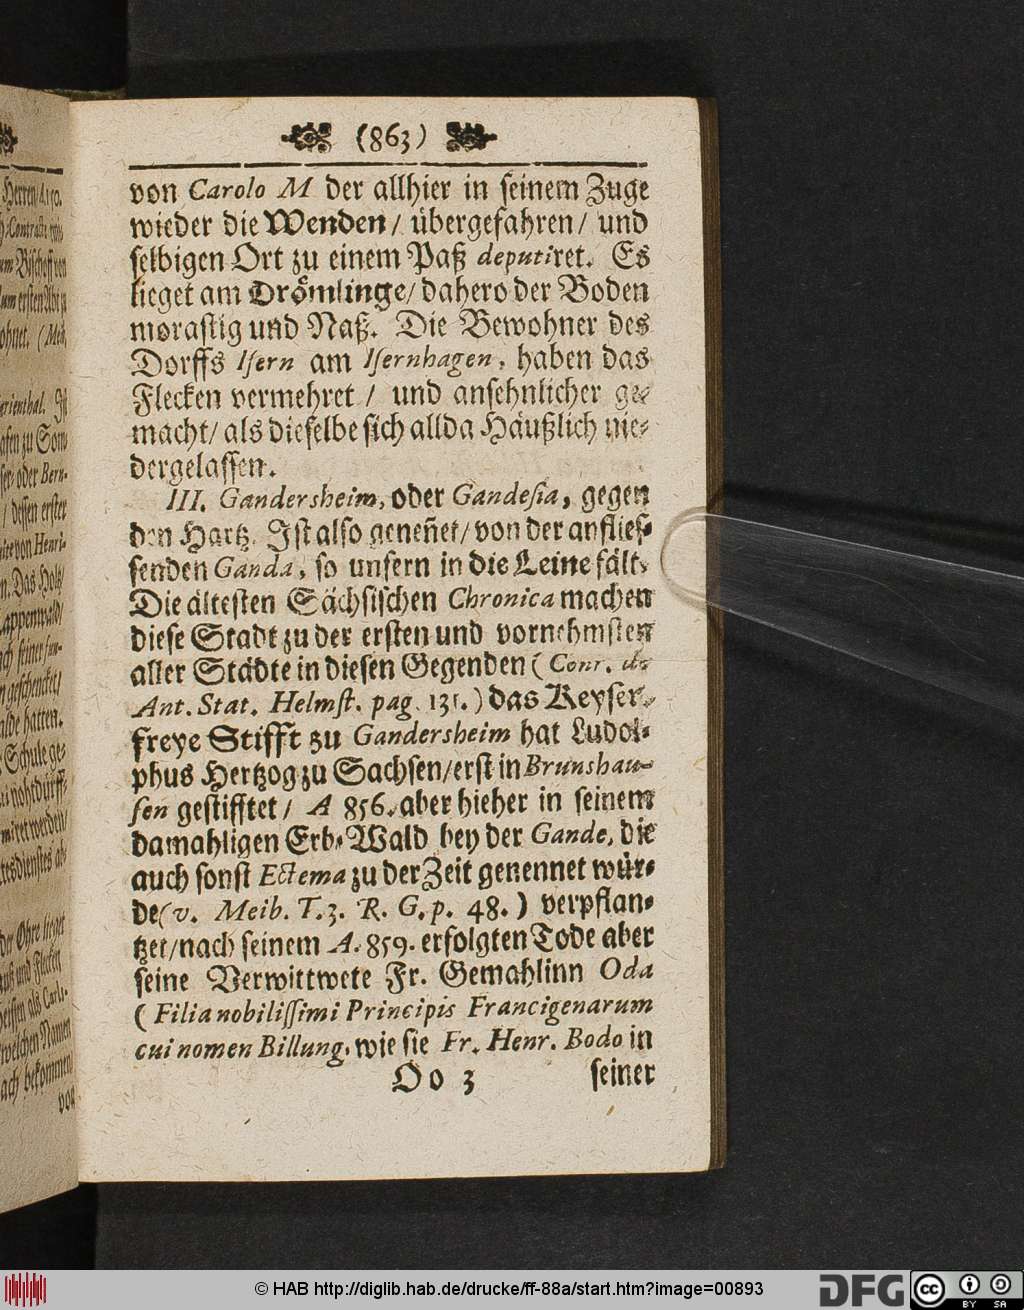 (863)
von Carolo M der allhier in seinem Zuge
wieder die Wenden / übergefahren / und
selbigen Ort zu einem Paß deputiret. Es
lieget am Drömlinge / dahero der Boden
morastig und Naß. Die Bewohner des
Dorffs Isern am Isernhagen, haben das
Flecken vermehret / und ansehnlicher ge-
macht / als dieselbe sich allda Häußlich nie-
dergelassen.
III. Gandersheim, oder Gandesia, gegen
den Hartz. Ist also geneñet / von der anflies-
senden Ganda, so unfern in die Leine fält.
Die ältesten Sächsischen Chronica machen
diese Stadt zu der ersten und vornehmsten
aller Städte in diesen Gegenden (Conr. de
Ant. Stat. Helmst. pag. 131.) das Keyser-
freye Stifft zu Gandersheim hat Ludol-
phus Hertzog zu Sachsen / erst in Brunshau-
sen gestifftet / A 856. aber hieher in seinem
damahligen Erb-Wald bey der Gande, die
auch sonst Ectema zu der Zeit genennet wür-
de (v. Meib. T. 3. R. G. p. 48.) verpflan-
tzet / nach seinem A. 859. erfolgten Tode aber
seine Verwittwete Fr. Gemahlinn Oda
(Filia nobilissimi Principis Francigenarum
cui nomen Billung, wie sie Fr. Henr. Bodo in
Oo 3 seiner
© HAB http://diglib.hab.de/drucke/ff-88a/start.htm?image=00893
DFG
cc BY SA